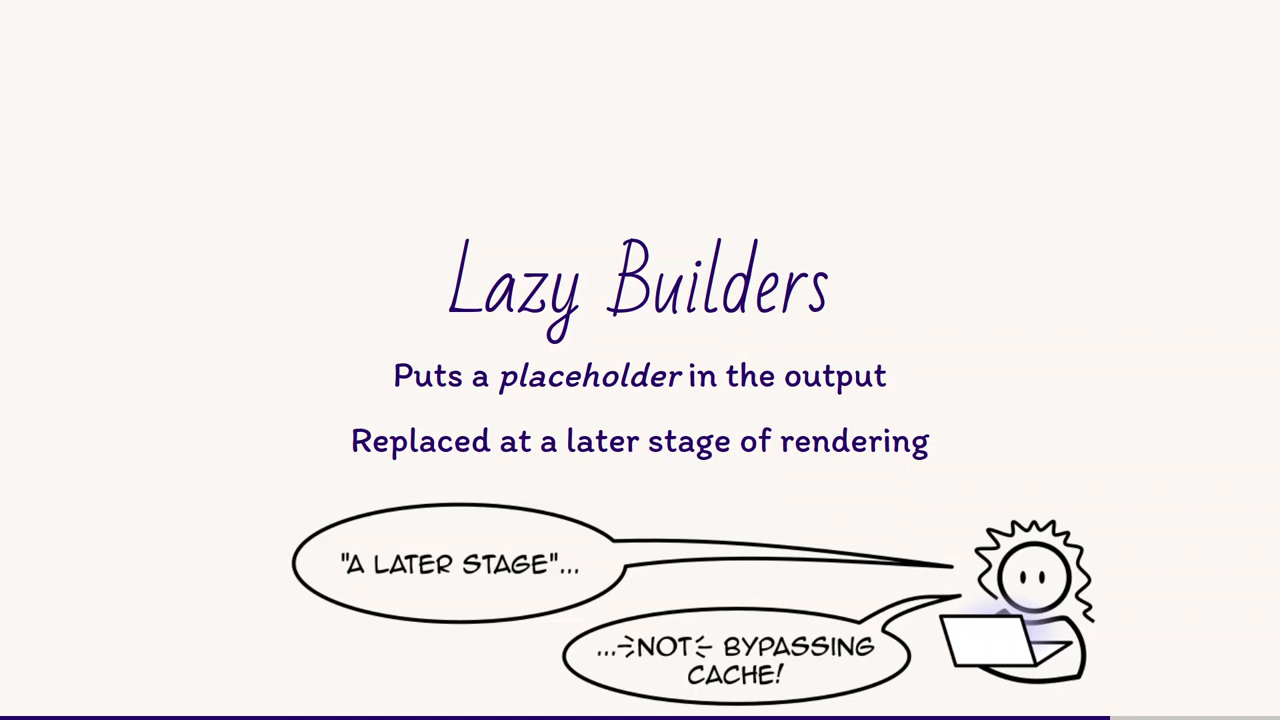 Lazy Builders
Puts a placeholder in the output
Replaced at a later stage of rendering
"A LATER STAGE"...
...NOT BYPASSING
CACHE!